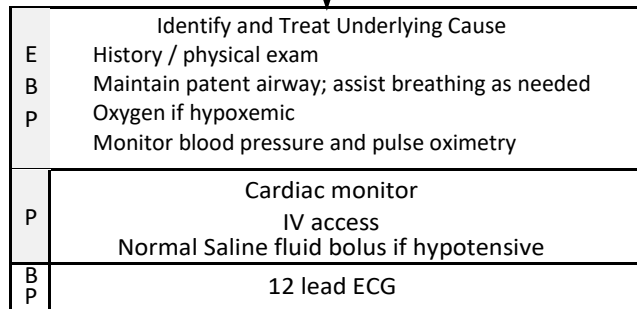 Identify and Treat Underlying Cause
E History / physical exam
B Maintain patent airway; assist breathing as needed
P Oxygen if hypoxemic
Monitor blood pressure and pulse oximetry
Cardiac monitor
P IV access
Normal Saline fluid bolus if hypotensive
B
P
12 lead ECG